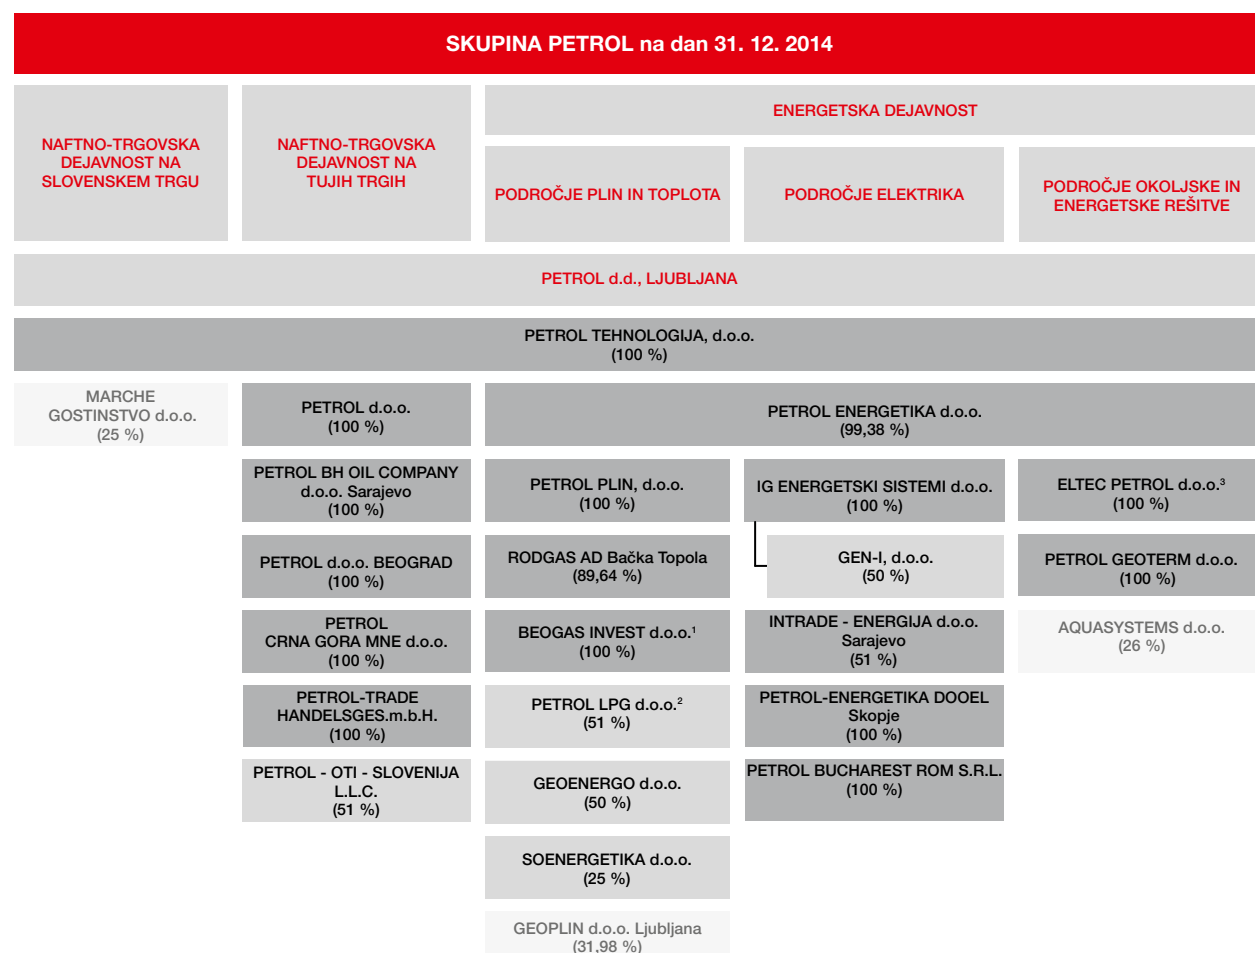 SKUPINA PETROL na dan 31. 12. 2014
NAFTNO-TRGOVSKA
DEJAVNOST NA
SLOVENSKEM TRGU
NAFTNO-TRGOVSKA
DEJAVNOST NA
TUJIH TRGIH
ENERGETSKA DEJAVNOST
PODROČJE PLIN IN TOPLOTA
PODROČJE ELEKTRIKA
PODROČJE OKOLJSKE IN
ENERGETSKE REŠITVE
PETROL d.d., LJUBLJANA
PETROL TEHNOLOGIJA, d.o.o.
(100 %)
MARCHE
GOSTINSTVO d.o.o.
(25 %)
PETROL d.o.o.
(100 %)
PETROL ENERGETIKA d.o.o.
(99,38 %)
PETROL BH OIL COMPANY
d.o.o. Sarajevo
(100 %)
PETROL PLIN, d.o.o.
(100 %)
IG ENERGETSKI SISTEMI d.o.o.
(100 %)
ELTEC PETROL d.o.o.³
(100 %)
PETROL d.o.o. BEOGRAD
(100 %)
RODGAS AD Bačka Topola
(89,64 %)
GEN-I, d.o.o.
(50 %)
PETROL GEOTERM d.o.o.
(100 %)
PETROL
CRNA GORA MNE d.o.o.
(100 %)
BEOGAS INVEST d.o.o.¹
(100 %)
INTRADE - ENERGIJA d.o.o.
Sarajevo
(51 %)
AQUASYSTEMS d.o.o.
(26 %)
PETROL-TRADE
HANDELSGES.m.b.H.
(100 %)
PETROL LPG d.o.o.²
(51 %)
PETROL-ENERGETIKA DOOEL
Skopje
(100 %)
PETROL - OTI - SLOVENIJA
L.L.C.
(51 %)
GEOENERGO d.o.o.
(50 %)
PETROL BUCHAREST ROM S.R.L.
(100 %)
SOENERGETIKA d.o.o.
(25 %)
GEOPLIN d.o.o. Ljubljana
(31,98 %)